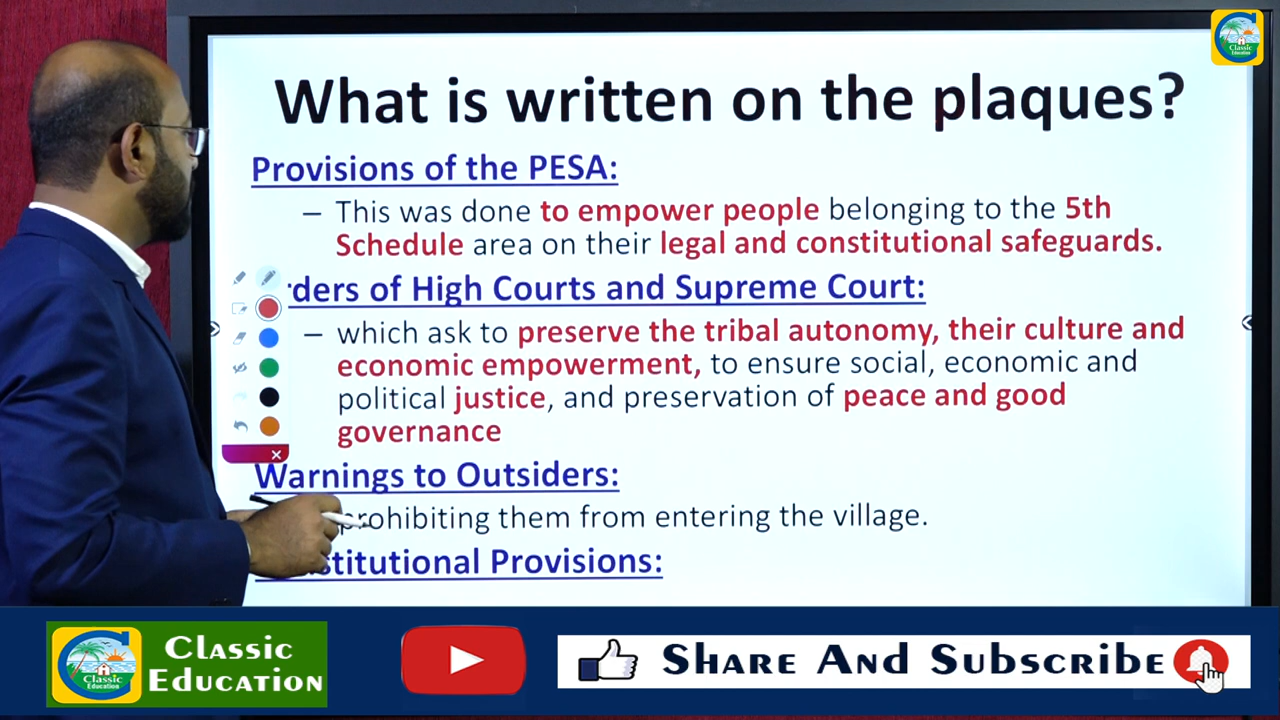 Classic
Education
What is written on the plaques?
Provisions of the PESA:
– This was done to empower people belonging to the 5th
Schedule area on their legal and constitutional safeguards.
rders of High Courts and Supreme Court:
– which ask to preserve the tribal autonomy, their culture and
economic empowerment, to ensure social, economic and
political justice, and preservation of peace and good
governance
Warnings to Outsiders:
prohibiting them from entering the village.
stitutional Provisions:
Classic
Education
Classic
Education
Share And Subscribe